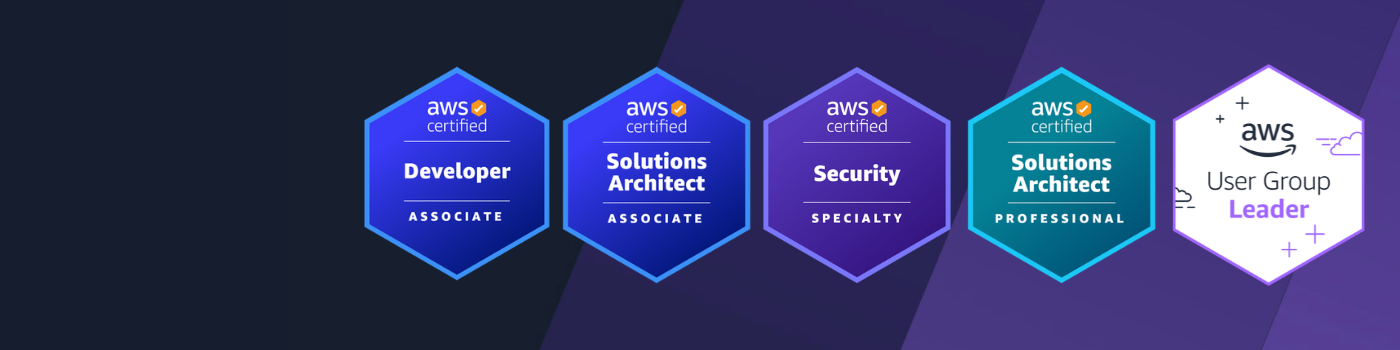 aws
certified
Developer
ASSOCIATE
aws
certified
Solutions
Architect
ASSOCIATE
aws
certified
Security
SPECIALTY
aws
certified
Solutions
Architect
PROFESSIONAL
aws
User Group
Leader